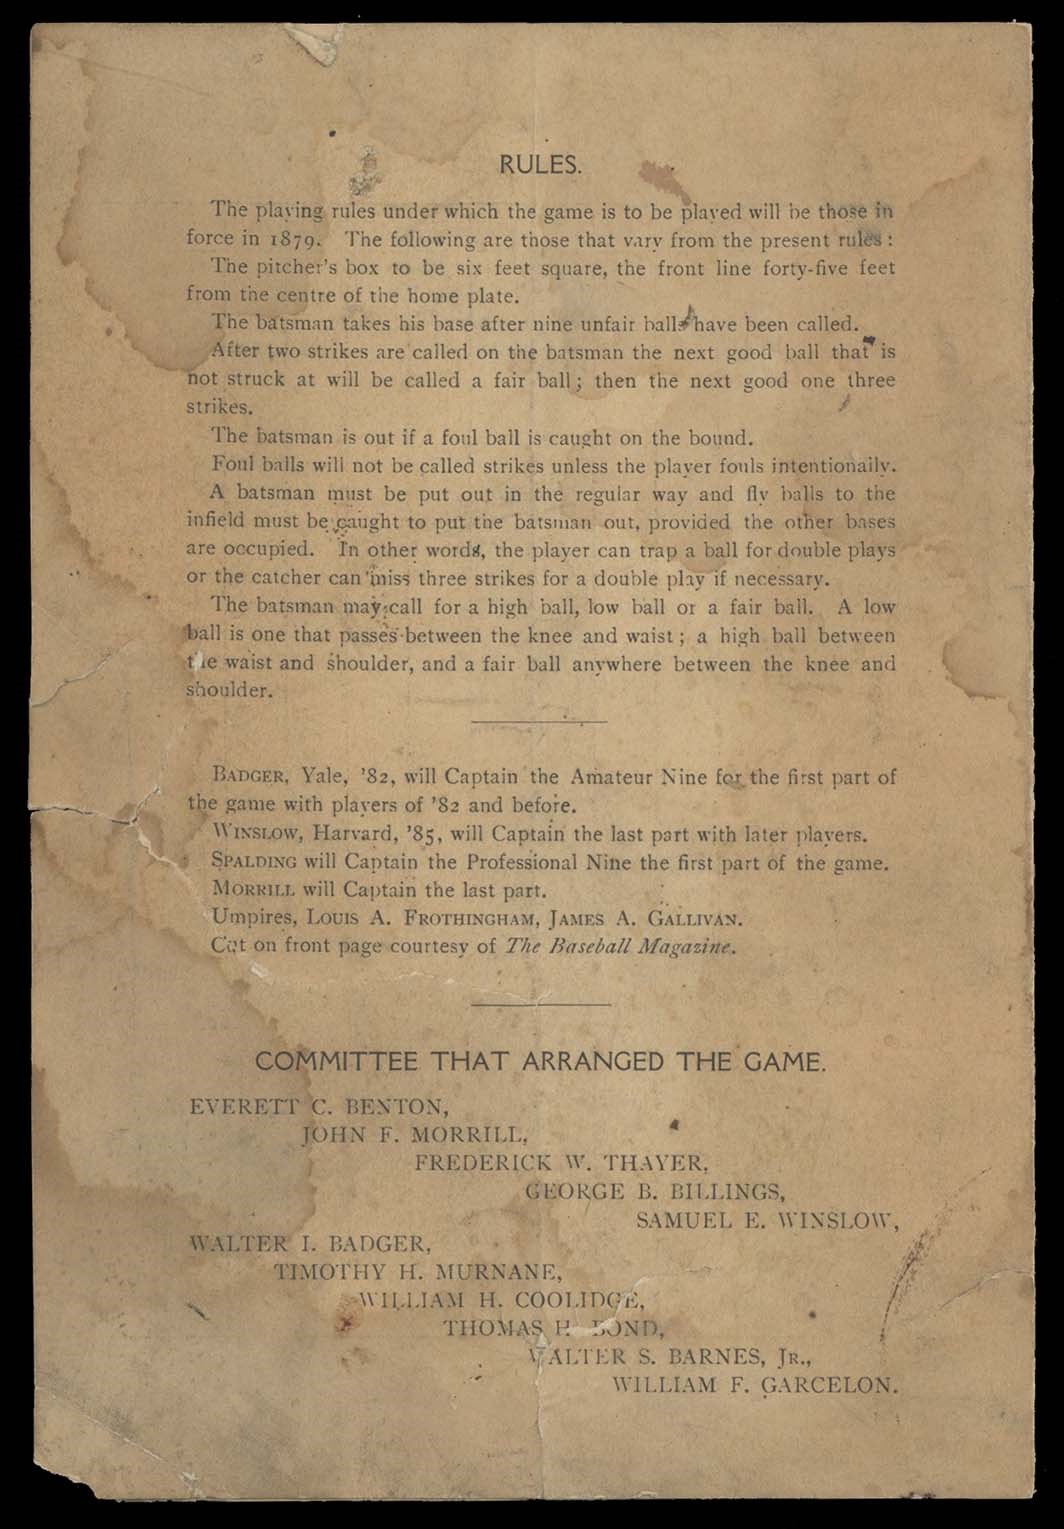 RULES.
The playing rules under which the game is to be played will be those in
force in 1879. The following are those that vary from the present rules:
The pitcher's box to be six feet square, the front line forty-five feet
from the centre of the home plate.
The batsman takes his base after nine unfair balls have been called.
After two strikes are called on the batsman the next good ball that is
not struck at will be called a fair ball; then the next good one three
strikes.
The batsman is out if a foul ball is caught on the bound.
Foul balls will not be called strikes unless the player fouls intentionally.
A batsman must be put out in the regular way and fly balls to the
infield must be caught to put the batsman out, provided the other bases
are occupied. In other words, the player can trap a ball for double plays
or the catcher can miss three strikes for a double play if necessary.
The batsman may call for a high ball, low ball or a fair ball. A low
ball is one that passes between the knee and waist; a high ball between
the waist and shoulder, and a fair ball anywhere between the knee and
shoulder.
BADGER, Yale, '82, will Captain the Amateur Nine for the first part of
the game with players of '82 and before.
WINSLOW, Harvard, '85, will Captain the last part with later players.
SPALDING will Captain the Professional Nine the first part of the game.
MORRILL will Captain the last part.
Umpires, LOUIS A. FROTHINGHAM, JAMES A. GALLIVAN.
Cut on front page courtesy of The Baseball Magazine.
COMMITTEE THAT ARRANGED THE GAME.
EVERETT C. BENTON,
JOHN F. MORRILL,
FREDERICK W. THAYER,
GEORGE B. BILLINGS,
SAMUEL E. WINSLOW,
WALTER I. BADGER,
TIMOTHY H. MURNANE,
WILLIAM H. COOLIDGE,
THOMAS H. BOND,
WALTER S. BARNES, JR.,
WILLIAM F. GARCELON.